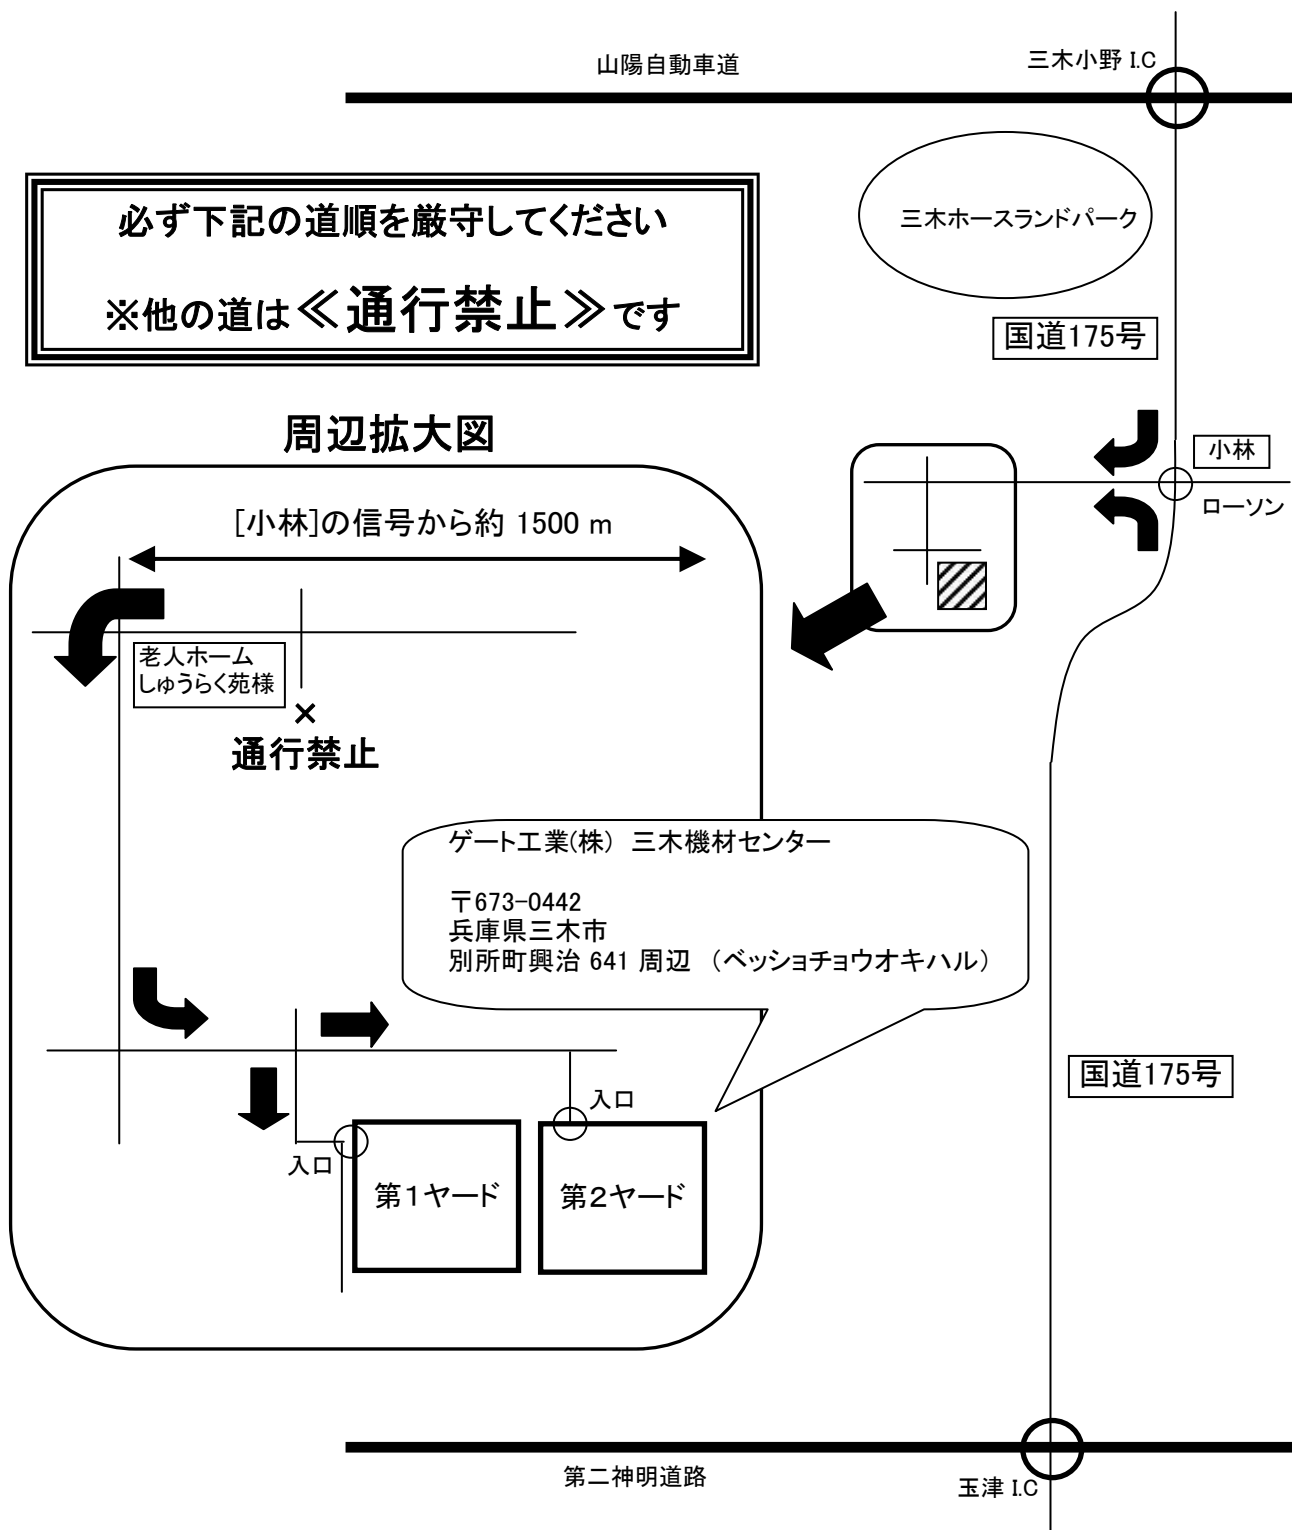 山陽自動車道
三木小野 I.C
必ず下記の道順を厳守してください
※他の道は≪通行禁止≫です
三木ホースランドパーク
国道175号
小林
ローソン
周辺拡大図
[小林]の信号から約 1500 m
老人ホーム
しゅうらく苑様
×
通行禁止
ゲート工業(株) 三木機材センター
〒673-0442
兵庫県三木市
別所町興治 641 周辺 （ベッショチョウオキハル）
国道175号
入口
入口
第１ヤード
第２ヤード
第二神明道路
玉津 I.C